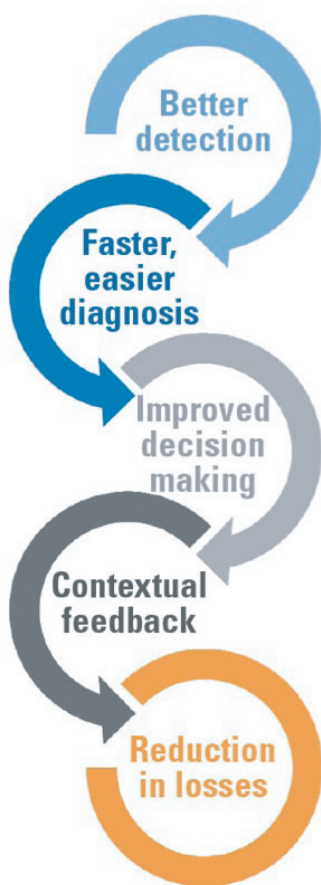 Better
detection
Faster,
easier
diagnosis
Improved
decision
making
Contextual
feedback
Reduction
in losses